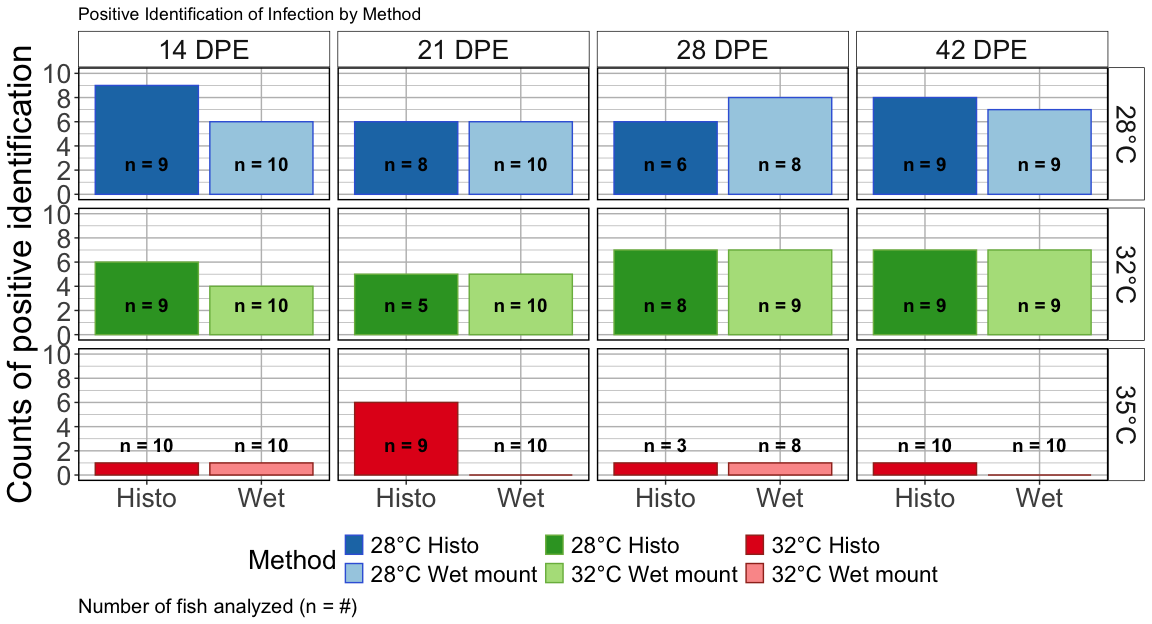 Positive Identification of Infection by Method
14 DPE 21 DPE 28 DPE 42 DPE
Counts of positive identification
10
8
6
4
2
0
n = 9 n = 10 n = 8 n = 10 n = 6 n = 8 n = 9 n = 9
28°C
10
8
6
4
2
0
n = 9 n = 10 n = 5 n = 10 n = 8 n = 9 n = 9 n = 9
32°C
10
8
6
4
2
0
n = 10 n = 10 n = 9 n = 10 n = 3 n = 8 n = 10 n = 10
35°C
Histo Wet Histo Wet Histo Wet Histo Wet
Method
28°C Histo 28°C Histo 32°C Histo
28°C Wet mount 32°C Wet mount 32°C Wet mount
Number of fish analyzed (n = #)